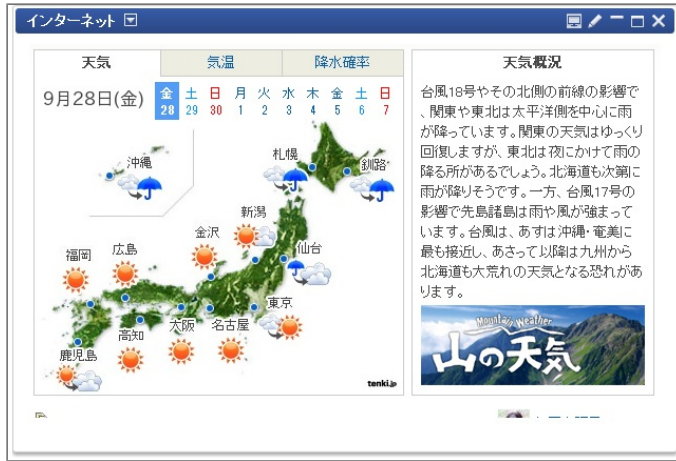 インターネット
天気 気温 降水確率
9月28日(金)
金 土 日 月 火 水 木 金 土 日
28 29 30 1 2 3 4 5 6 7
沖縄
札幌
釧路
新潟
金沢
仙台
福岡
広島
東京
高知
大阪
名古屋
鹿児島
tenki.jp
天気概況
台風18号やその北側の前線の影響で
、関東や東北は太平洋側を中心に雨
が降っています。関東の天気はゆっくり
回復しますが、東北は夜にかけて雨の
降る所があるでしょう。北海道も次第に
雨が降りそうです。一方、台風17号の
影響で先島諸島は雨や風が強まって
います。台風は、あすは沖縄・奄美に
最も接近し、あさって以降は九州から
北海道も大荒れの天気となる恐れがあ
ります。
Mountain Weather
山の天気